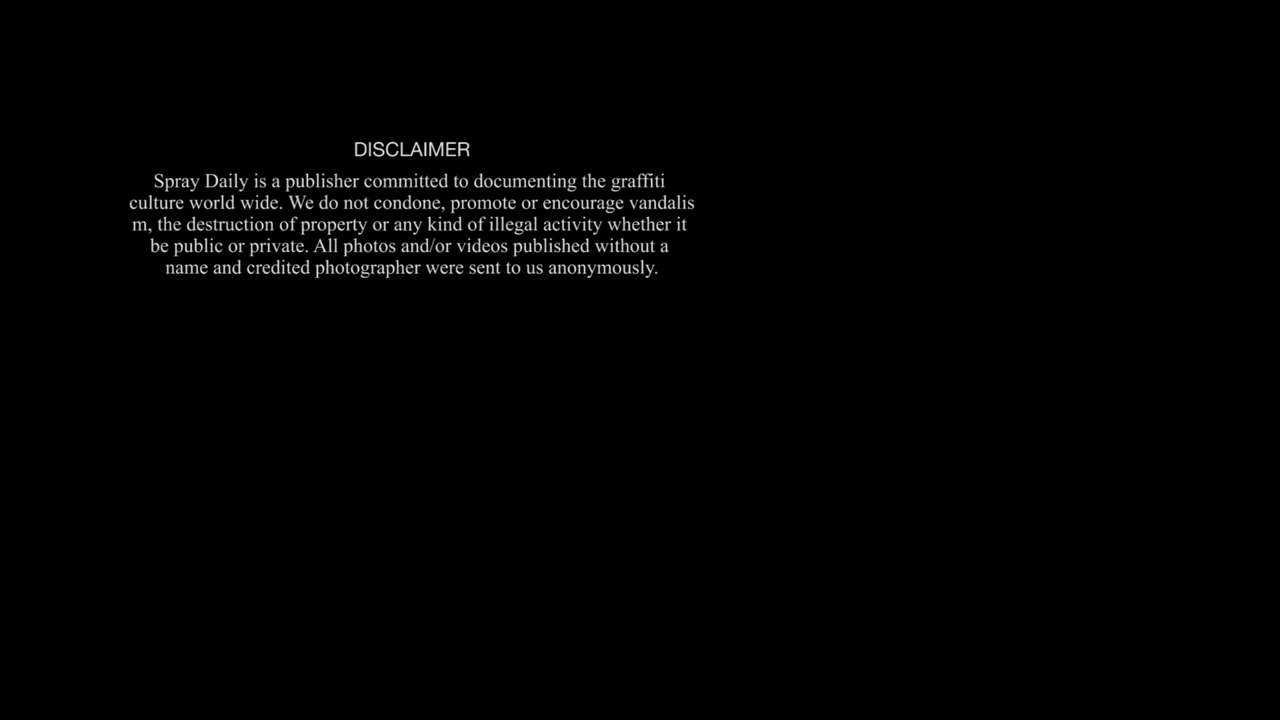 DISCLAIMER
Spray Daily is a publisher committed to documenting the graffiti
culture world wide. We do not condone, promote or encourage vandalis
m, the destruction of property or any kind of illegal activity whether it
be public or private. All photos and/or videos published without a
name and credited photographer were sent to us anonymously.